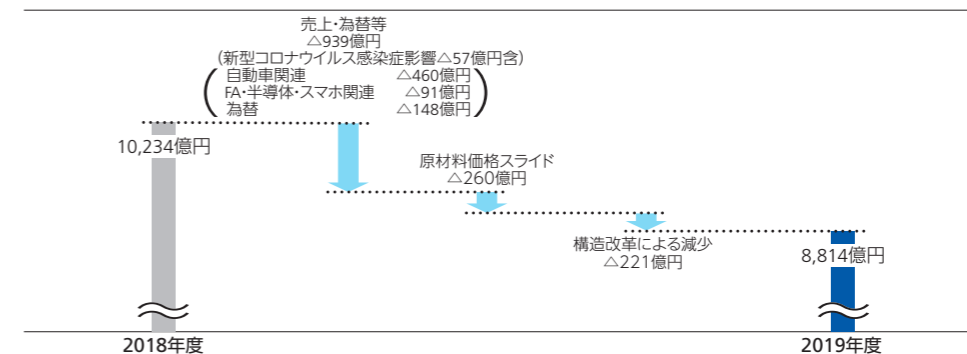 売上・為替等
△939億円
(新型コロナウイルス感染症影響△57億円含)
自動車関連 △460億円
FA・半導体・スマホ関連 △91億円
為替 △148億円
10,234億円
原材料価格スライド
△260億円
構造改革による減少
△221億円
8,814億円
2018年度
2019年度